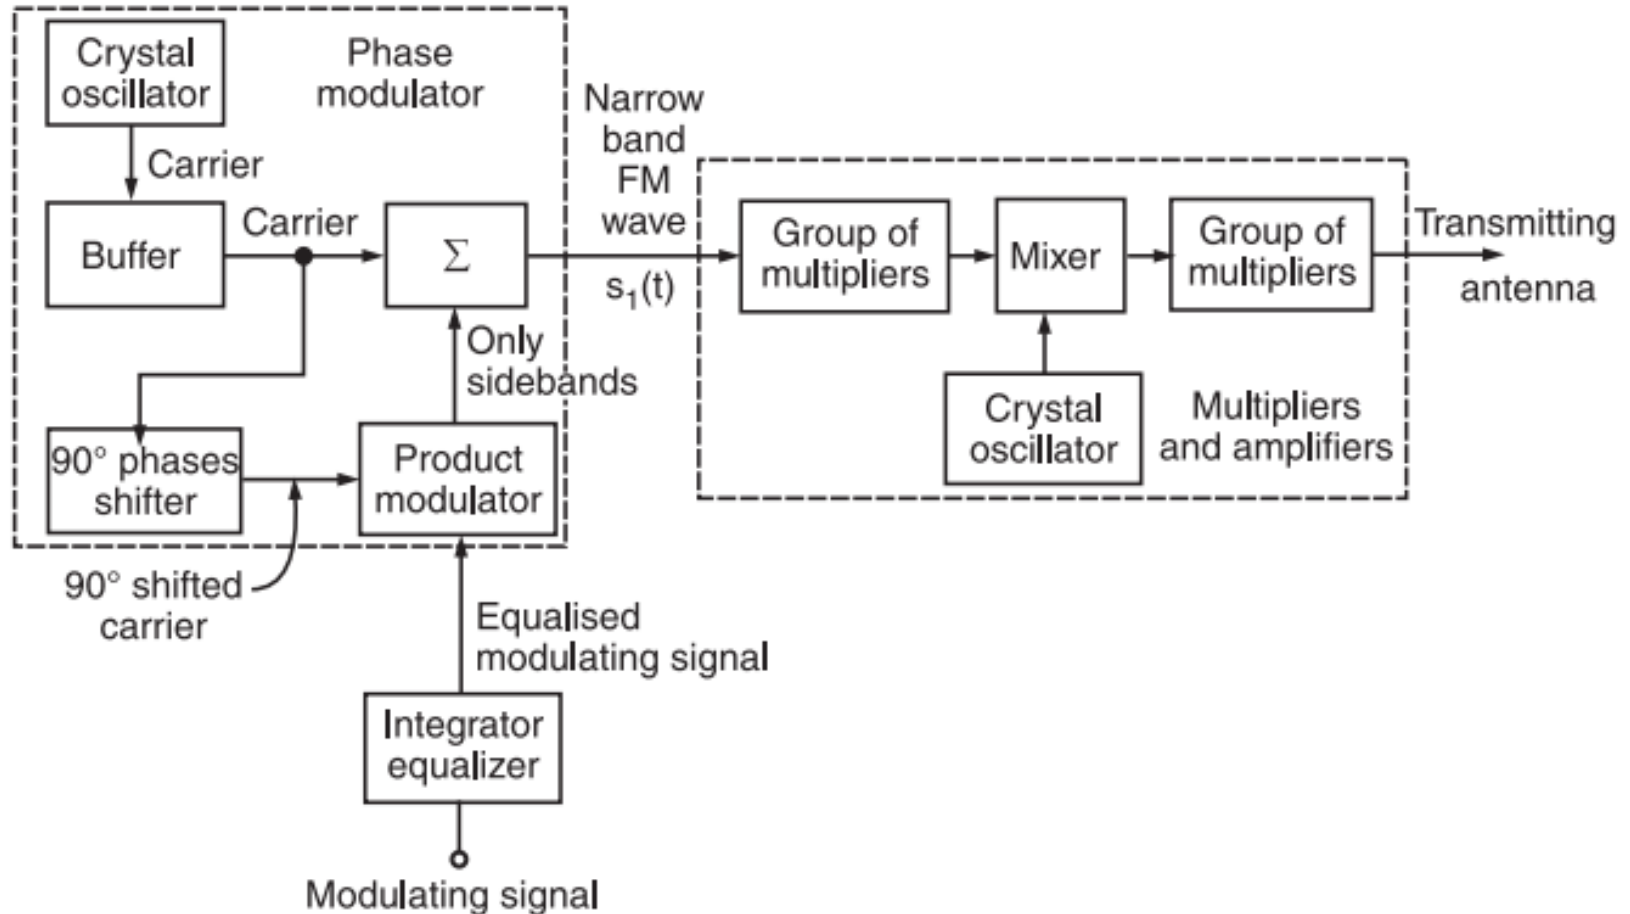 Crystal
oscillator
Phase
modulator
Carrier
Buffer
Carrier
Σ
Only
sidebands
90° phases
shifter
Product
modulator
90° shifted
carrier
Equalised
modulating signal
Integrator
equalizer
Modulating signal
Narrow
band
FM
wave
s₁(t)
Group of
multipliers
Mixer
Group of
multipliers
Crystal
oscillator
Multipliers
and amplifiers
Transmitting
antenna